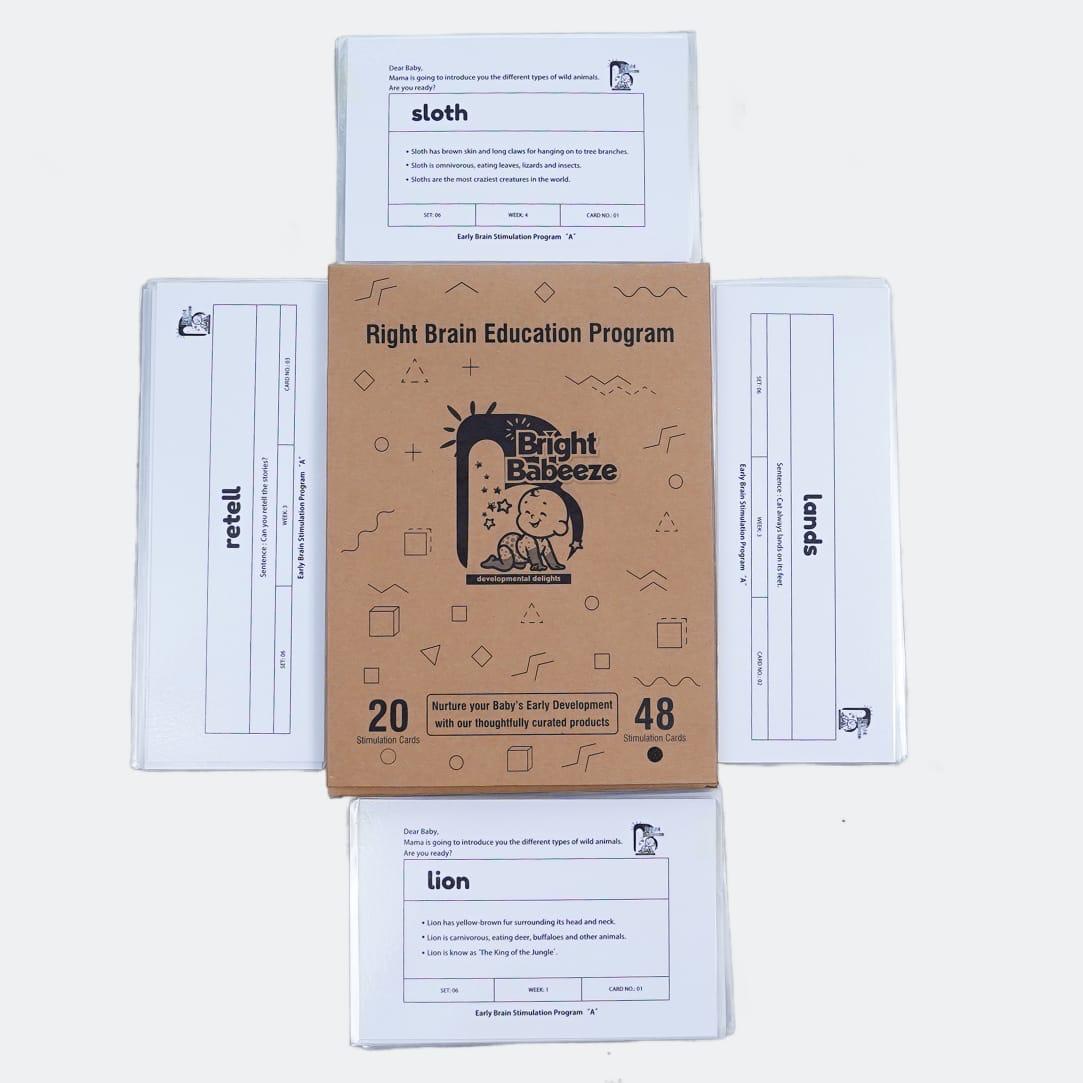 Dear Baby,
Mama is going to introduce you the different types of wild animals.
Are you ready?
sloth
• Sloth has brown skin and long claws for hanging on to tree branches.
• Sloth is omnivorous, eating leaves, lizards and insects.
• Sloths are the most craziest creatures in the world.
SET: 06 WEEK: 4 CARD NO.: 01
Early Brain Stimulation Program "A"
retell
Sentence : Can you retell the stories?
SET: 06 WEEK: 3 CARD NO.: 03
Early Brain Stimulation Program "A"
Right Brain Education Program
Bright
Babeeze
developmental delights
20
Stimulation Cards
Nurture your Baby's Early Development
with our thoughtfully curated products
48
Stimulation Cards
lands
Sentence : Cat always lands on its feet.
SET: 06 WEEK: 3 CARD NO.: 02
Early Brain Stimulation Program "A"
Dear Baby,
Mama is going to introduce you the different types of wild animals.
Are you ready?
lion
• Lion has yellow-brown fur surrounding its head and neck.
• Lion is carnivorous, eating deer, buffaloes and other animals.
• Lion is know as 'The King of the Jungle'.
SET: 06 WEEK: 1 CARD NO.: 01
Early Brain Stimulation Program "A"